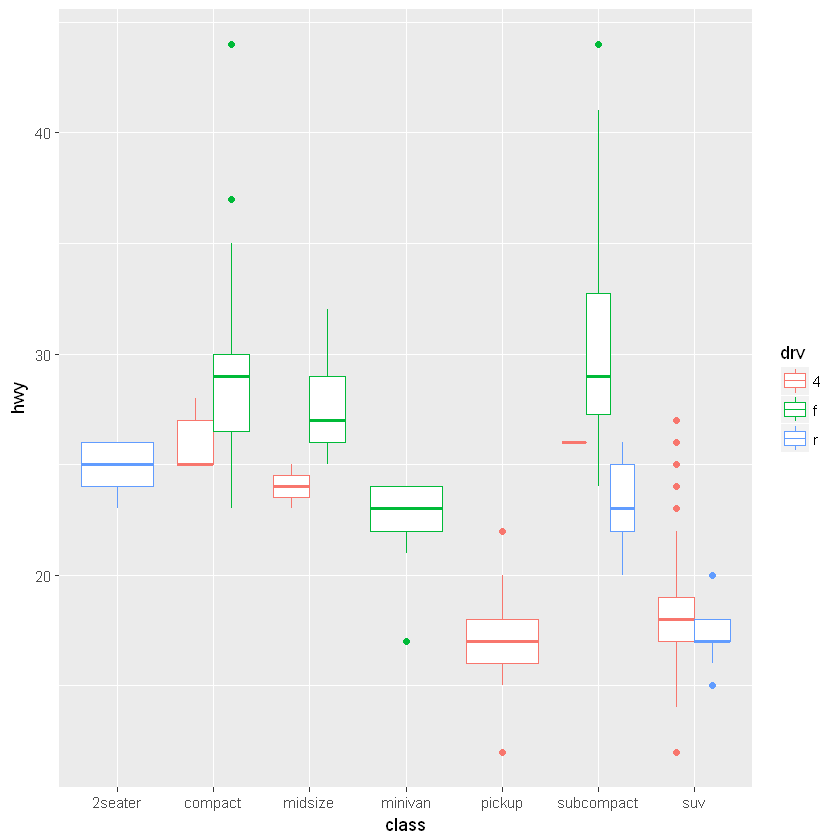 hwy
40
30
20
2seater
compact
midsize
minivan
pickup
subcompact
suv
class
drv
4
f
r